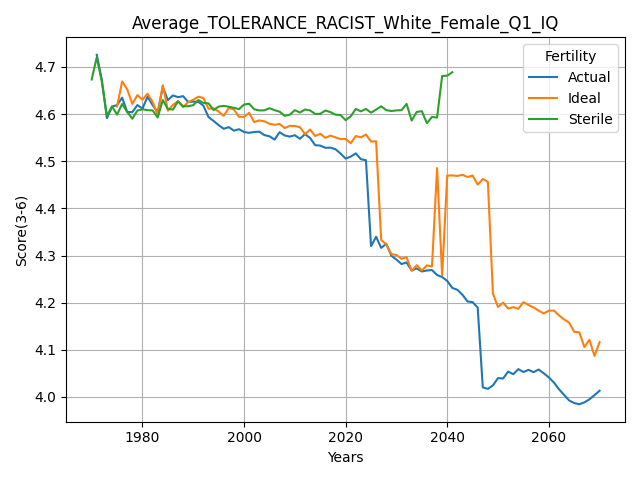 Average_TOLERANCE_RACIST_White_Female_Q1_IQ
Fertility
Actual
Ideal
Sterile
Score(3-6)
4.7
4.6
4.5
4.4
4.3
4.2
4.1
4.0
1980 2000 2020 2040 2060
Years